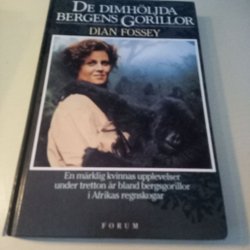 DE DIMHÖLJDA
BERGENS GORILLOR
DIAN FOSSEY
En märklig kvinnas upplevelser
under tretton år bland bergsgorillor
i Afrikas regnskogar
FORUM